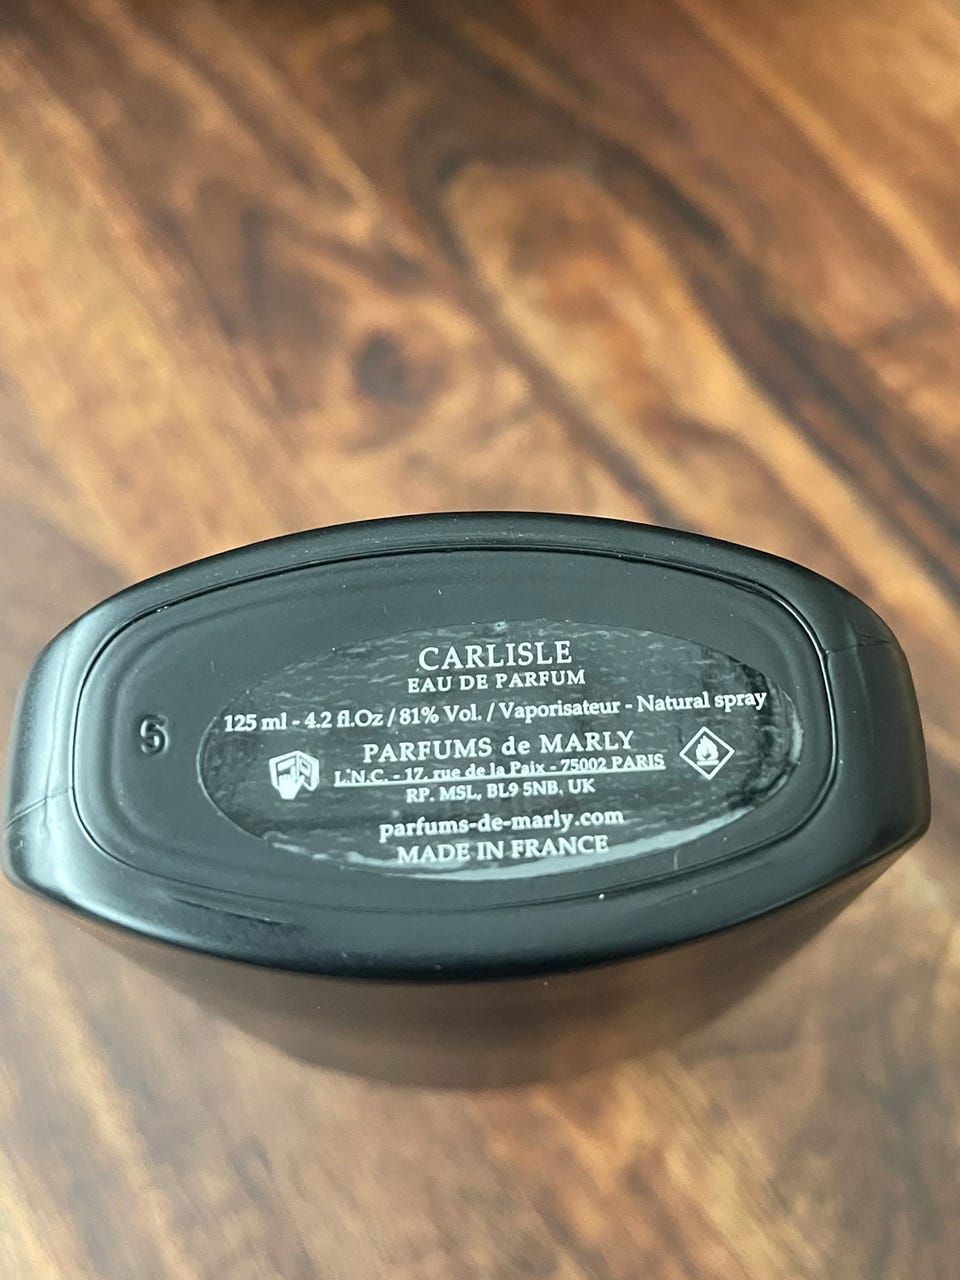 CARLISLE
EAU DE PARFUM
125 ml - 4.2 fl.Oz / 81% Vol. / Vaporisateur - Natural spray
PARFUMS de MARLY
L.N.C. - 17, rue de la Paix - 75002 PARIS
RP. MSL, BL9 5NB, UK
parfums-de-marly.com
MADE IN FRANCE